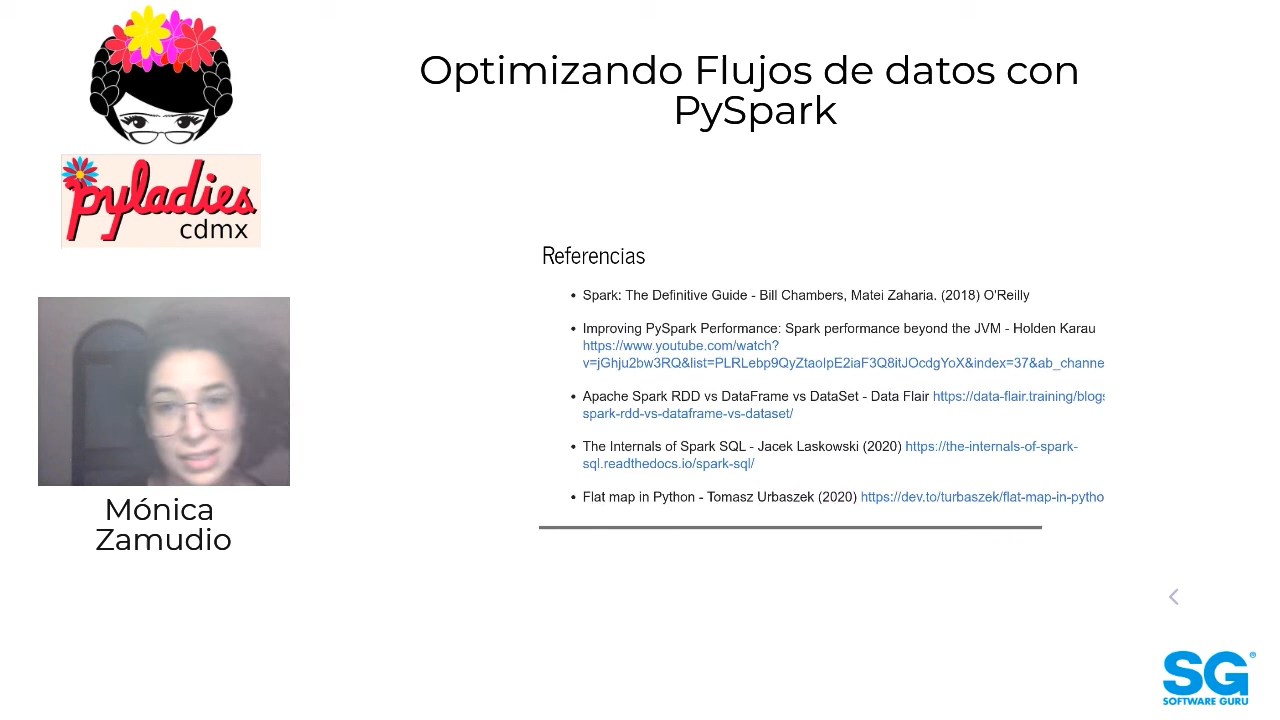 Optimizando Flujos de datos con
PySpark
pyladies
cdmx
Referencias
• Spark: The Definitive Guide - Bill Chambers, Matei Zaharia. (2018) O'Reilly
• Improving PySpark Performance: Spark performance beyond the JVM - Holden Karau
https://www.youtube.com/watch?
v=jGhju2bw3RQ&list=PLRLebp9QyZtaoIpE2iaF3Q8itJOcdgYoX&index=37&ab_channe
• Apache Spark RDD vs DataFrame vs DataSet - Data Flair https://data-flair.training/blogs
spark-rdd-vs-dataframe-vs-dataset/
• The Internals of Spark SQL - Jacek Laskowski (2020) https://the-internals-of-spark-
sql.readthedocs.io/spark-sql/
• Flat map in Python - Tomasz Urbaszek (2020) https://dev.to/turbaszek/flat-map-in-pytho
Mónica
Zamudio
SG®
SOFTWARE GURU